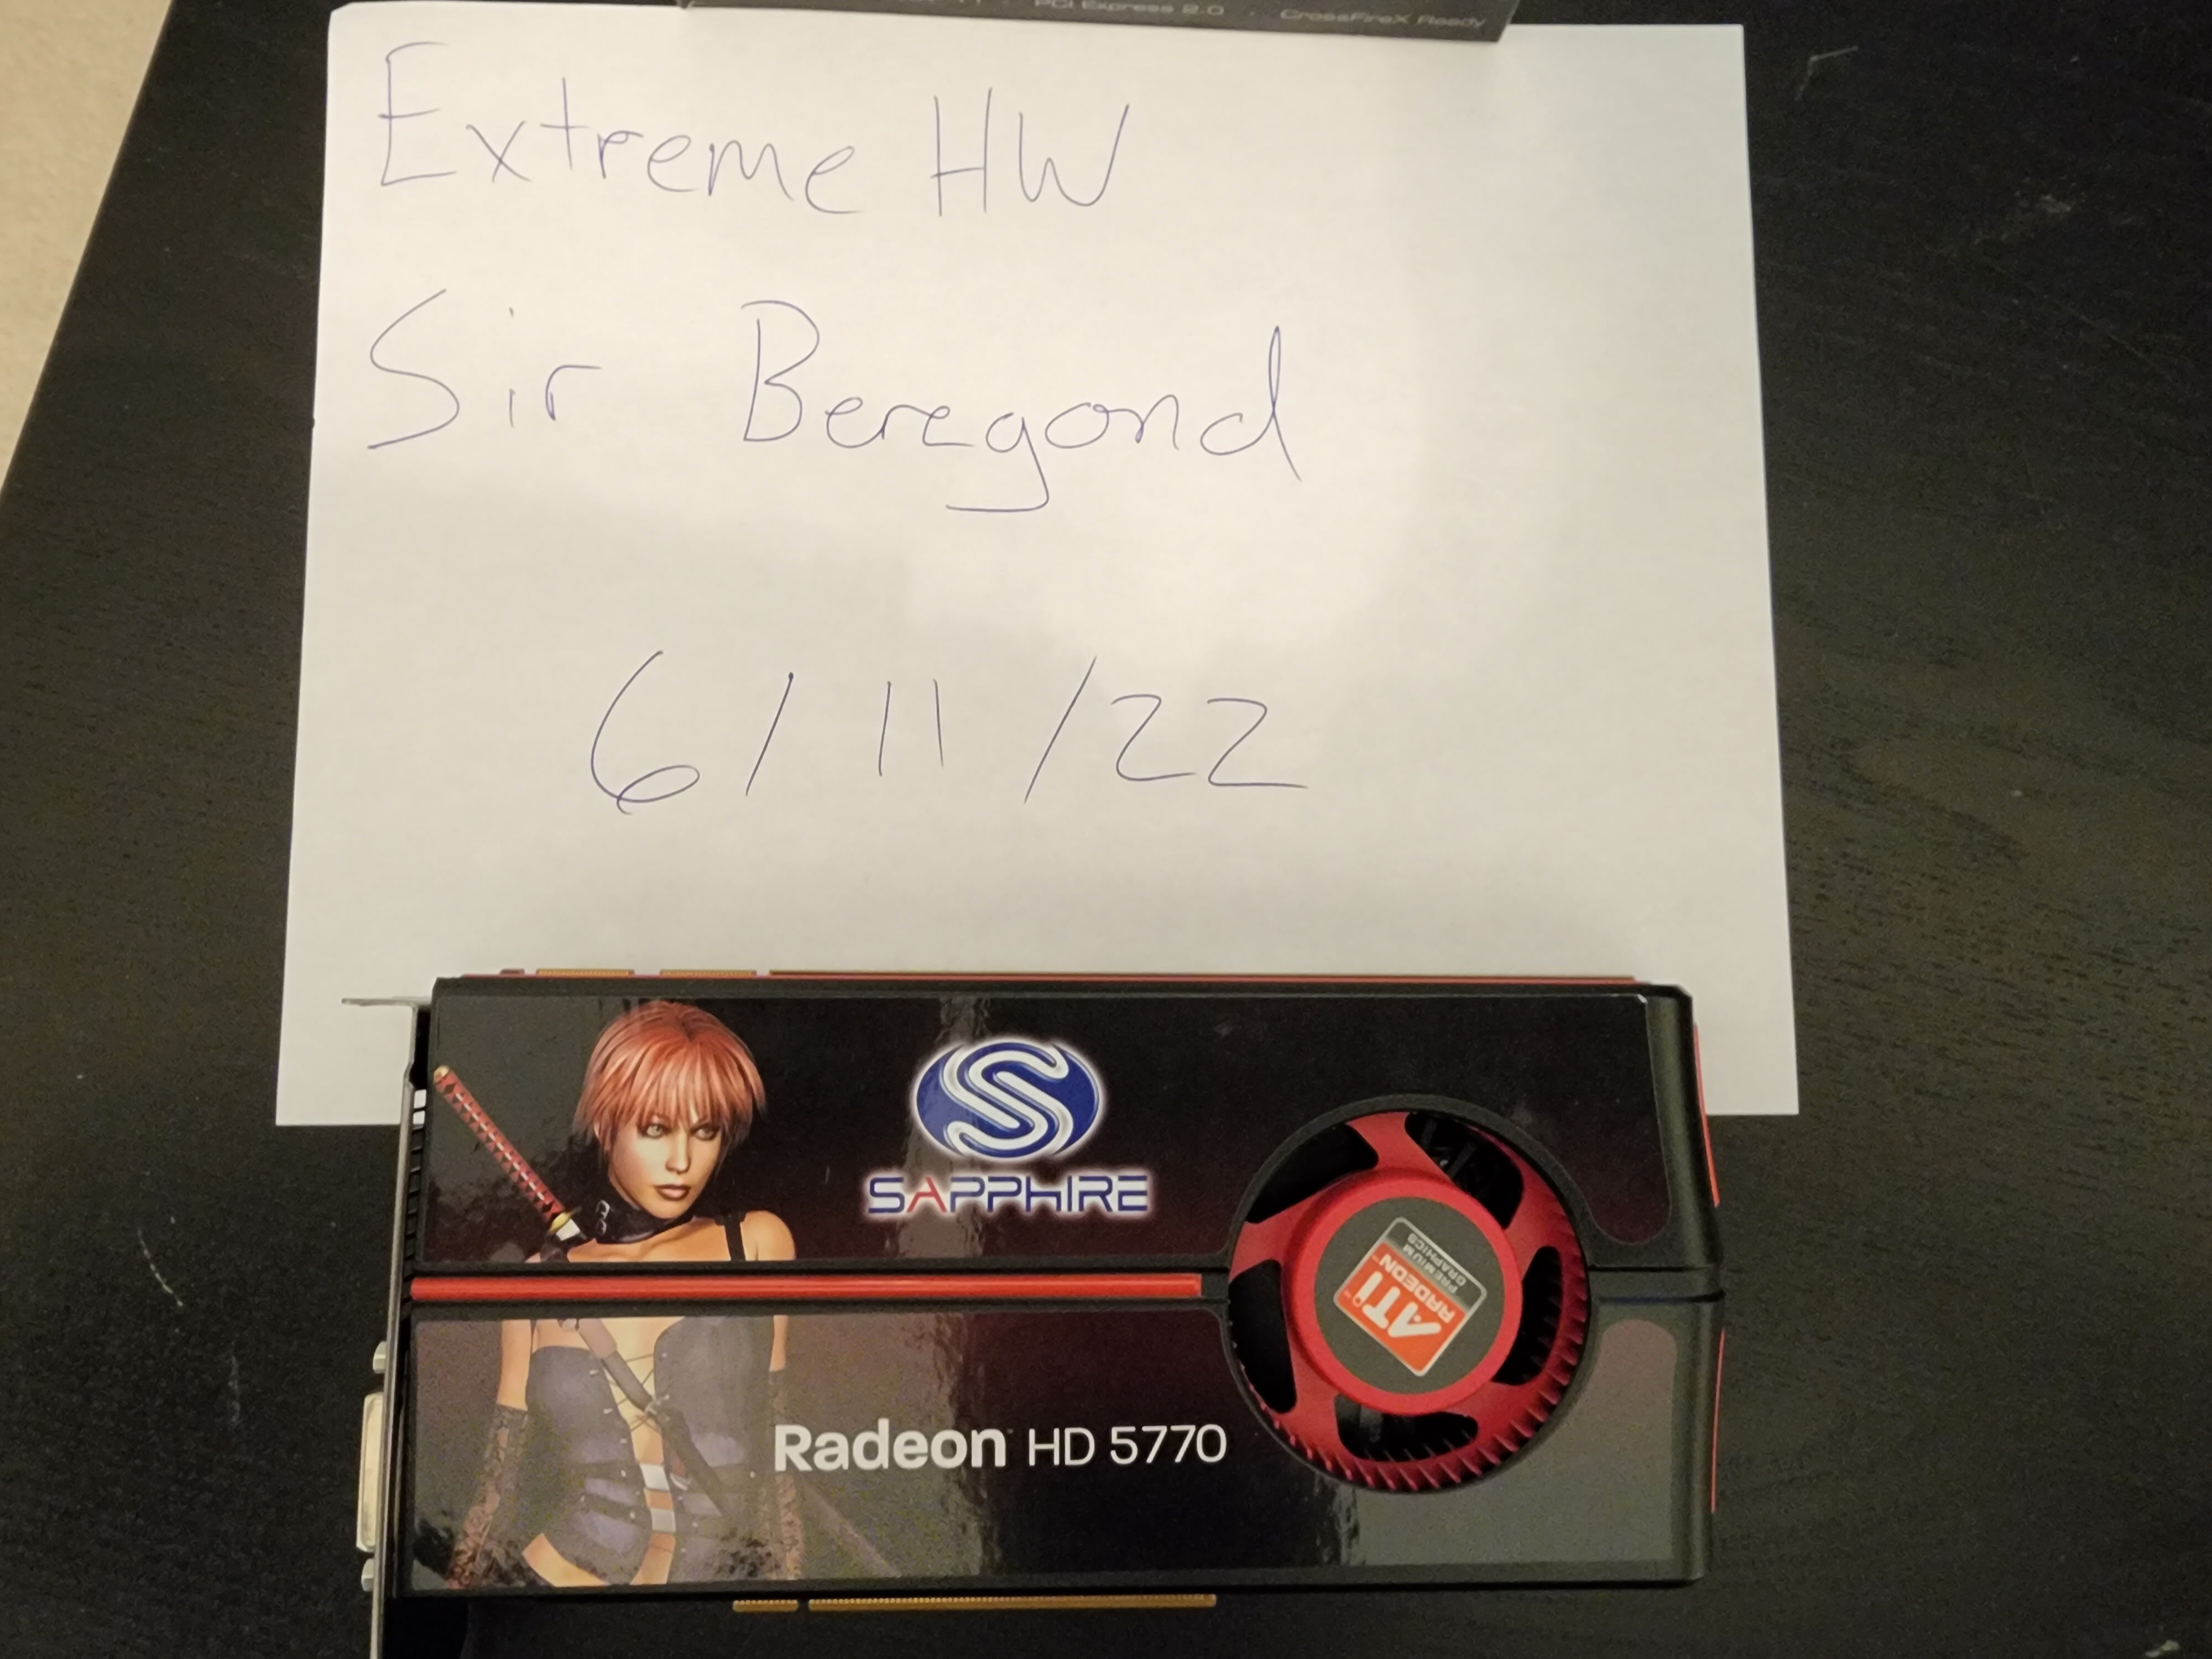 PCI Express 2.0 · CrossFireX Ready
Extreme HW
Sir Beregond
6/11/22
SAPPHIRE
ATI
RADEON
PREMIUM
GRAPHICS
Radeon HD 5770